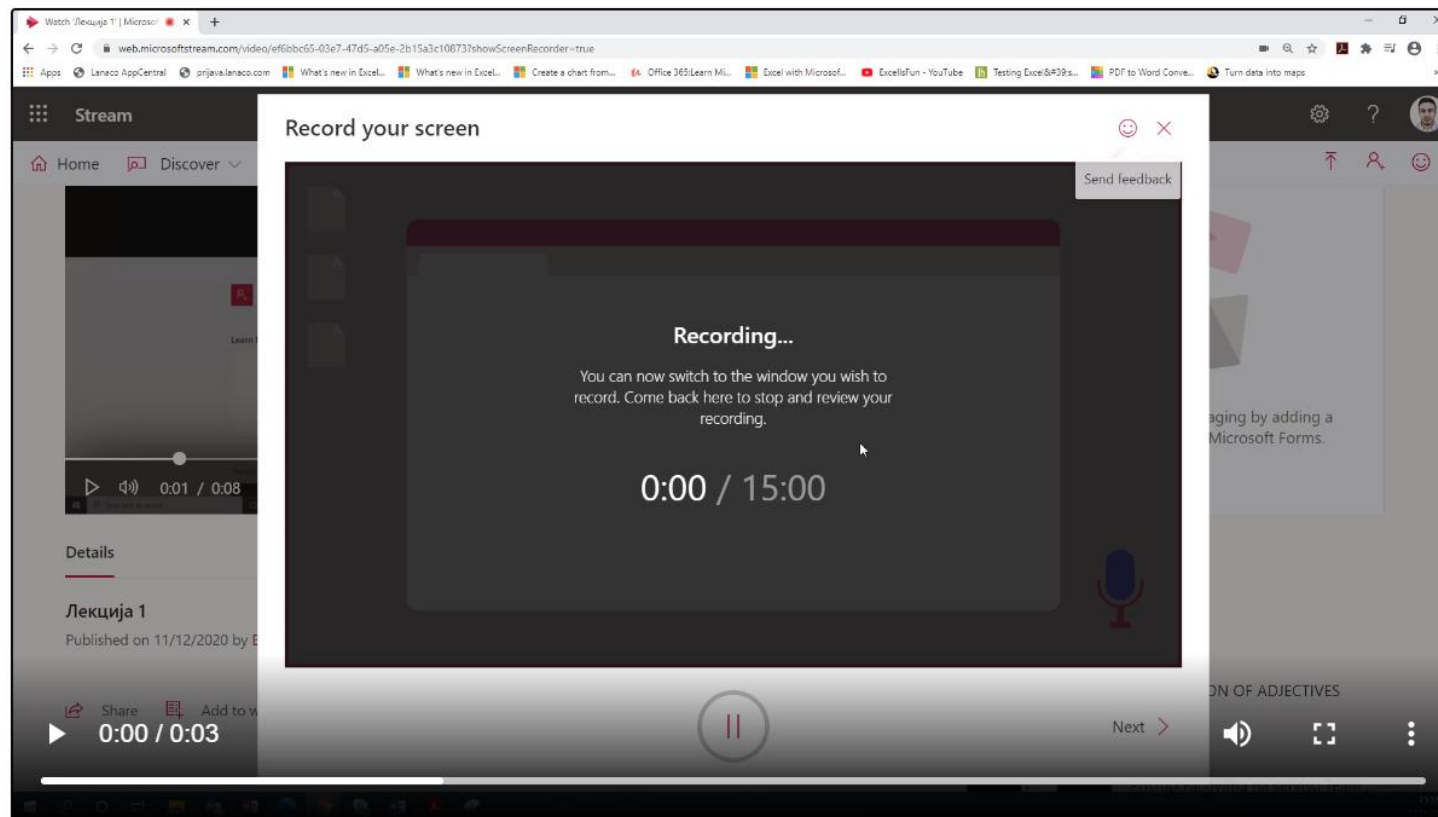 Watch 'Лекција 1' | Microsof
web.microsoftstream.com/video/ef6bbc65-03e7-47d5-a05e-2b15a3c10873?showScreenRecorder=true
Apps Lanaco AppCentral prijava.lanaco.com What's new in Excel... What's new in Excel... Create a chart from... Office 365:Learn Mi... Excel with Microsof... ExcelIsFun - YouTube Testing Excel&#39;s... PDF to Word Conve... Turn data into maps
Stream
Record your screen
Home Discover
Send feedback
Learn
Recording...
You can now switch to the window you wish to
record. Come back here to stop and review your
recording.
0:00 / 15:00
aging by adding a
Microsoft Forms.
0:01 / 0:08
Details
Лекција 1
Published on 11/12/2020 by
Share Add to w
ON OF ADJECTIVES
Next
0:00 / 0:03